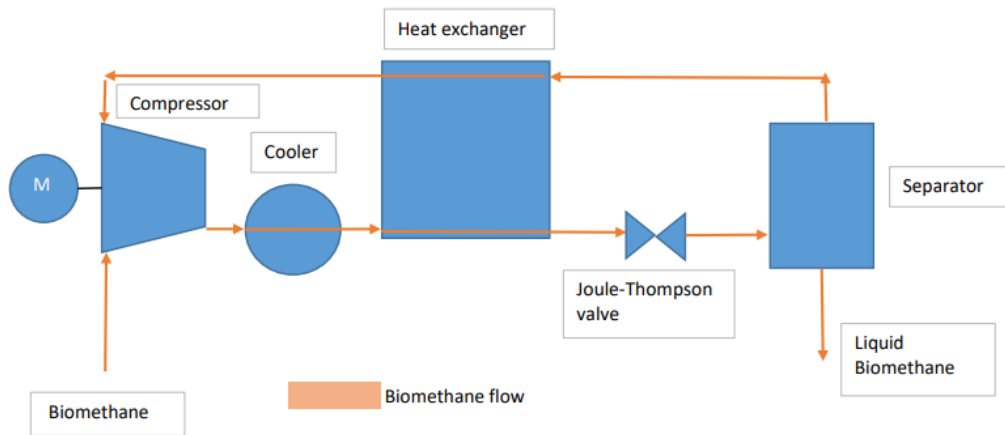 Heat exchanger
Compressor
Cooler
M
Separator
Joule-Thompson
valve
Liquid
Biomethane
Biomethane flow
Biomethane